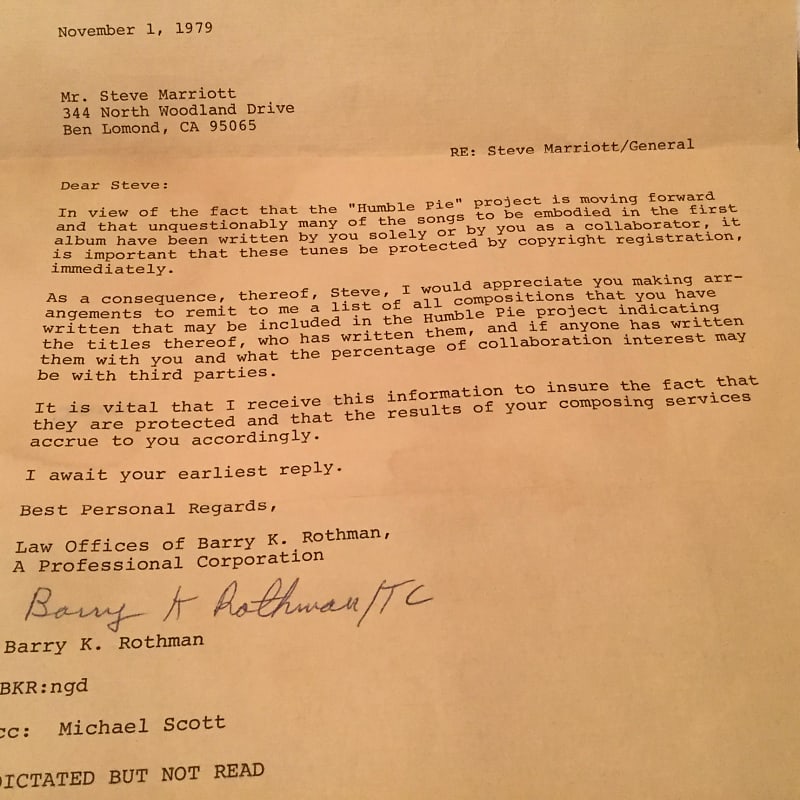 November 1, 1979
Mr. Steve Marriott
344 North Woodland Drive
Ben Lomond, CA 95065
RE: Steve Marriott/General
Dear Steve:
In view of the fact that the "Humble Pie" project is moving forward
and that unquestionably many of the songs to be embodied in the first
album have been written by you solely or by you as a collaborator, it
is important that these tunes be protected by copyright registration,
immediately.
As a consequence, thereof, Steve, I would appreciate you making arr-
angements to remit to me a list of all compositions that you have
written that may be included in the Humble Pie project indicating
the titles thereof, who has written them, and if anyone has written
them with you and what the percentage of collaboration interest may
be with third parties.
It is vital that I receive this information to insure the fact that
they are protected and that the results of your composing services
accrue to you accordingly.
I await your earliest reply.
Best Personal Regards,
Law Offices of Barry K. Rothman,
A Professional Corporation
Barry K Rothman/TC
Barry K. Rothman
BKR:ngd
cc: Michael Scott
DICTATED BUT NOT READ